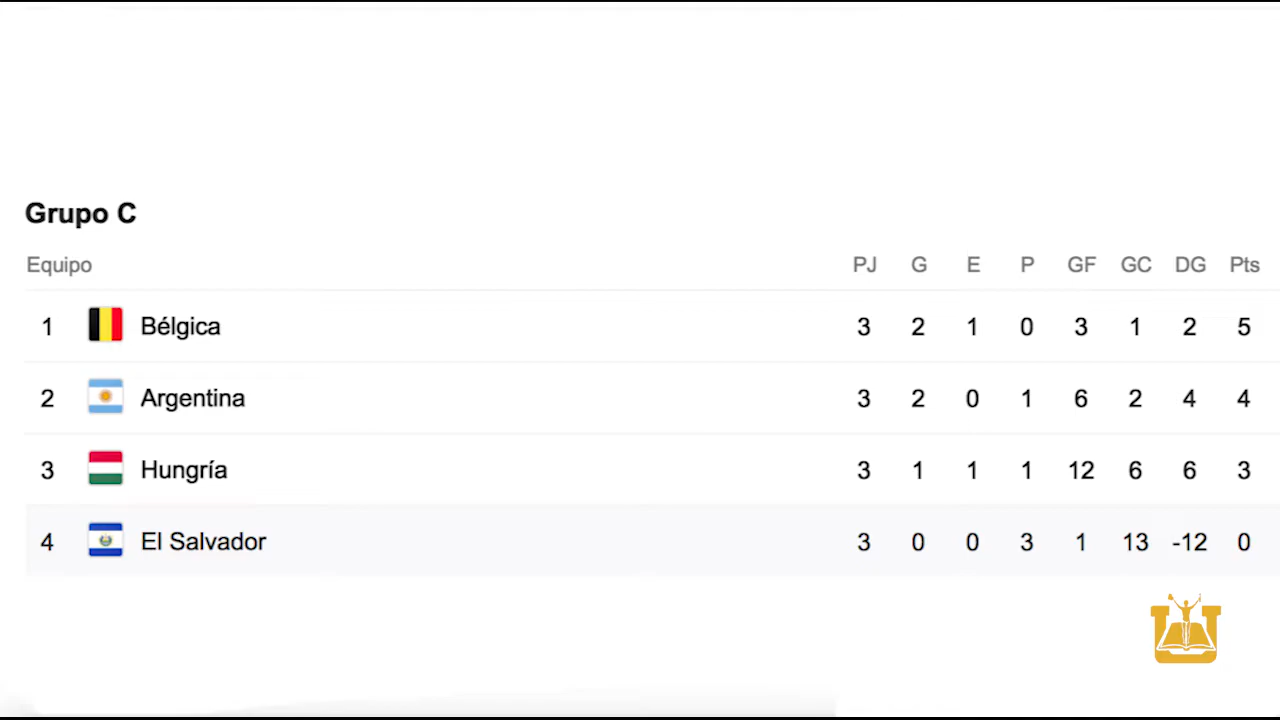 Grupo C
Equipo PJ G E P GF GC DG Pts
1 Bélgica 3 2 1 0 3 1 2 5
2 Argentina 3 2 0 1 6 2 4 4
3 Hungría 3 1 1 1 12 6 6 3
4 El Salvador 3 0 0 3 1 13 -12 0